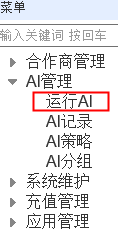 菜单
输入关键词 按回车
合作商管理
AI管理
运行AI
AI记录
AI策略
AI分组
系统维护
充值管理
应用管理